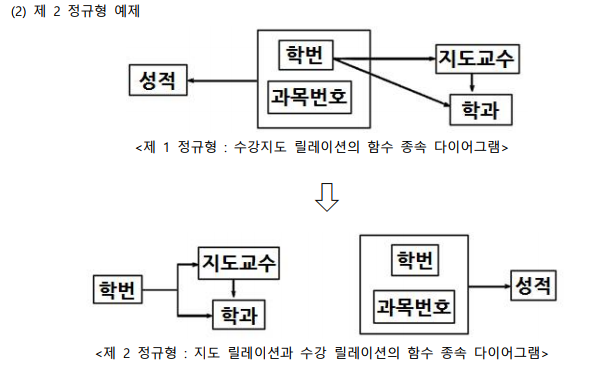 (2) 제 2 정규형 예제
학번
지도교수
성적
과목번호
학과
<제 1 정규형 : 수강지도 릴레이션의 함수 종속 다이어그램>
지도교수
학번
학과
학번
성적
과목번호
<제 2 정규형 : 지도 릴레이션과 수강 릴레이션의 함수 종속 다이어그램>